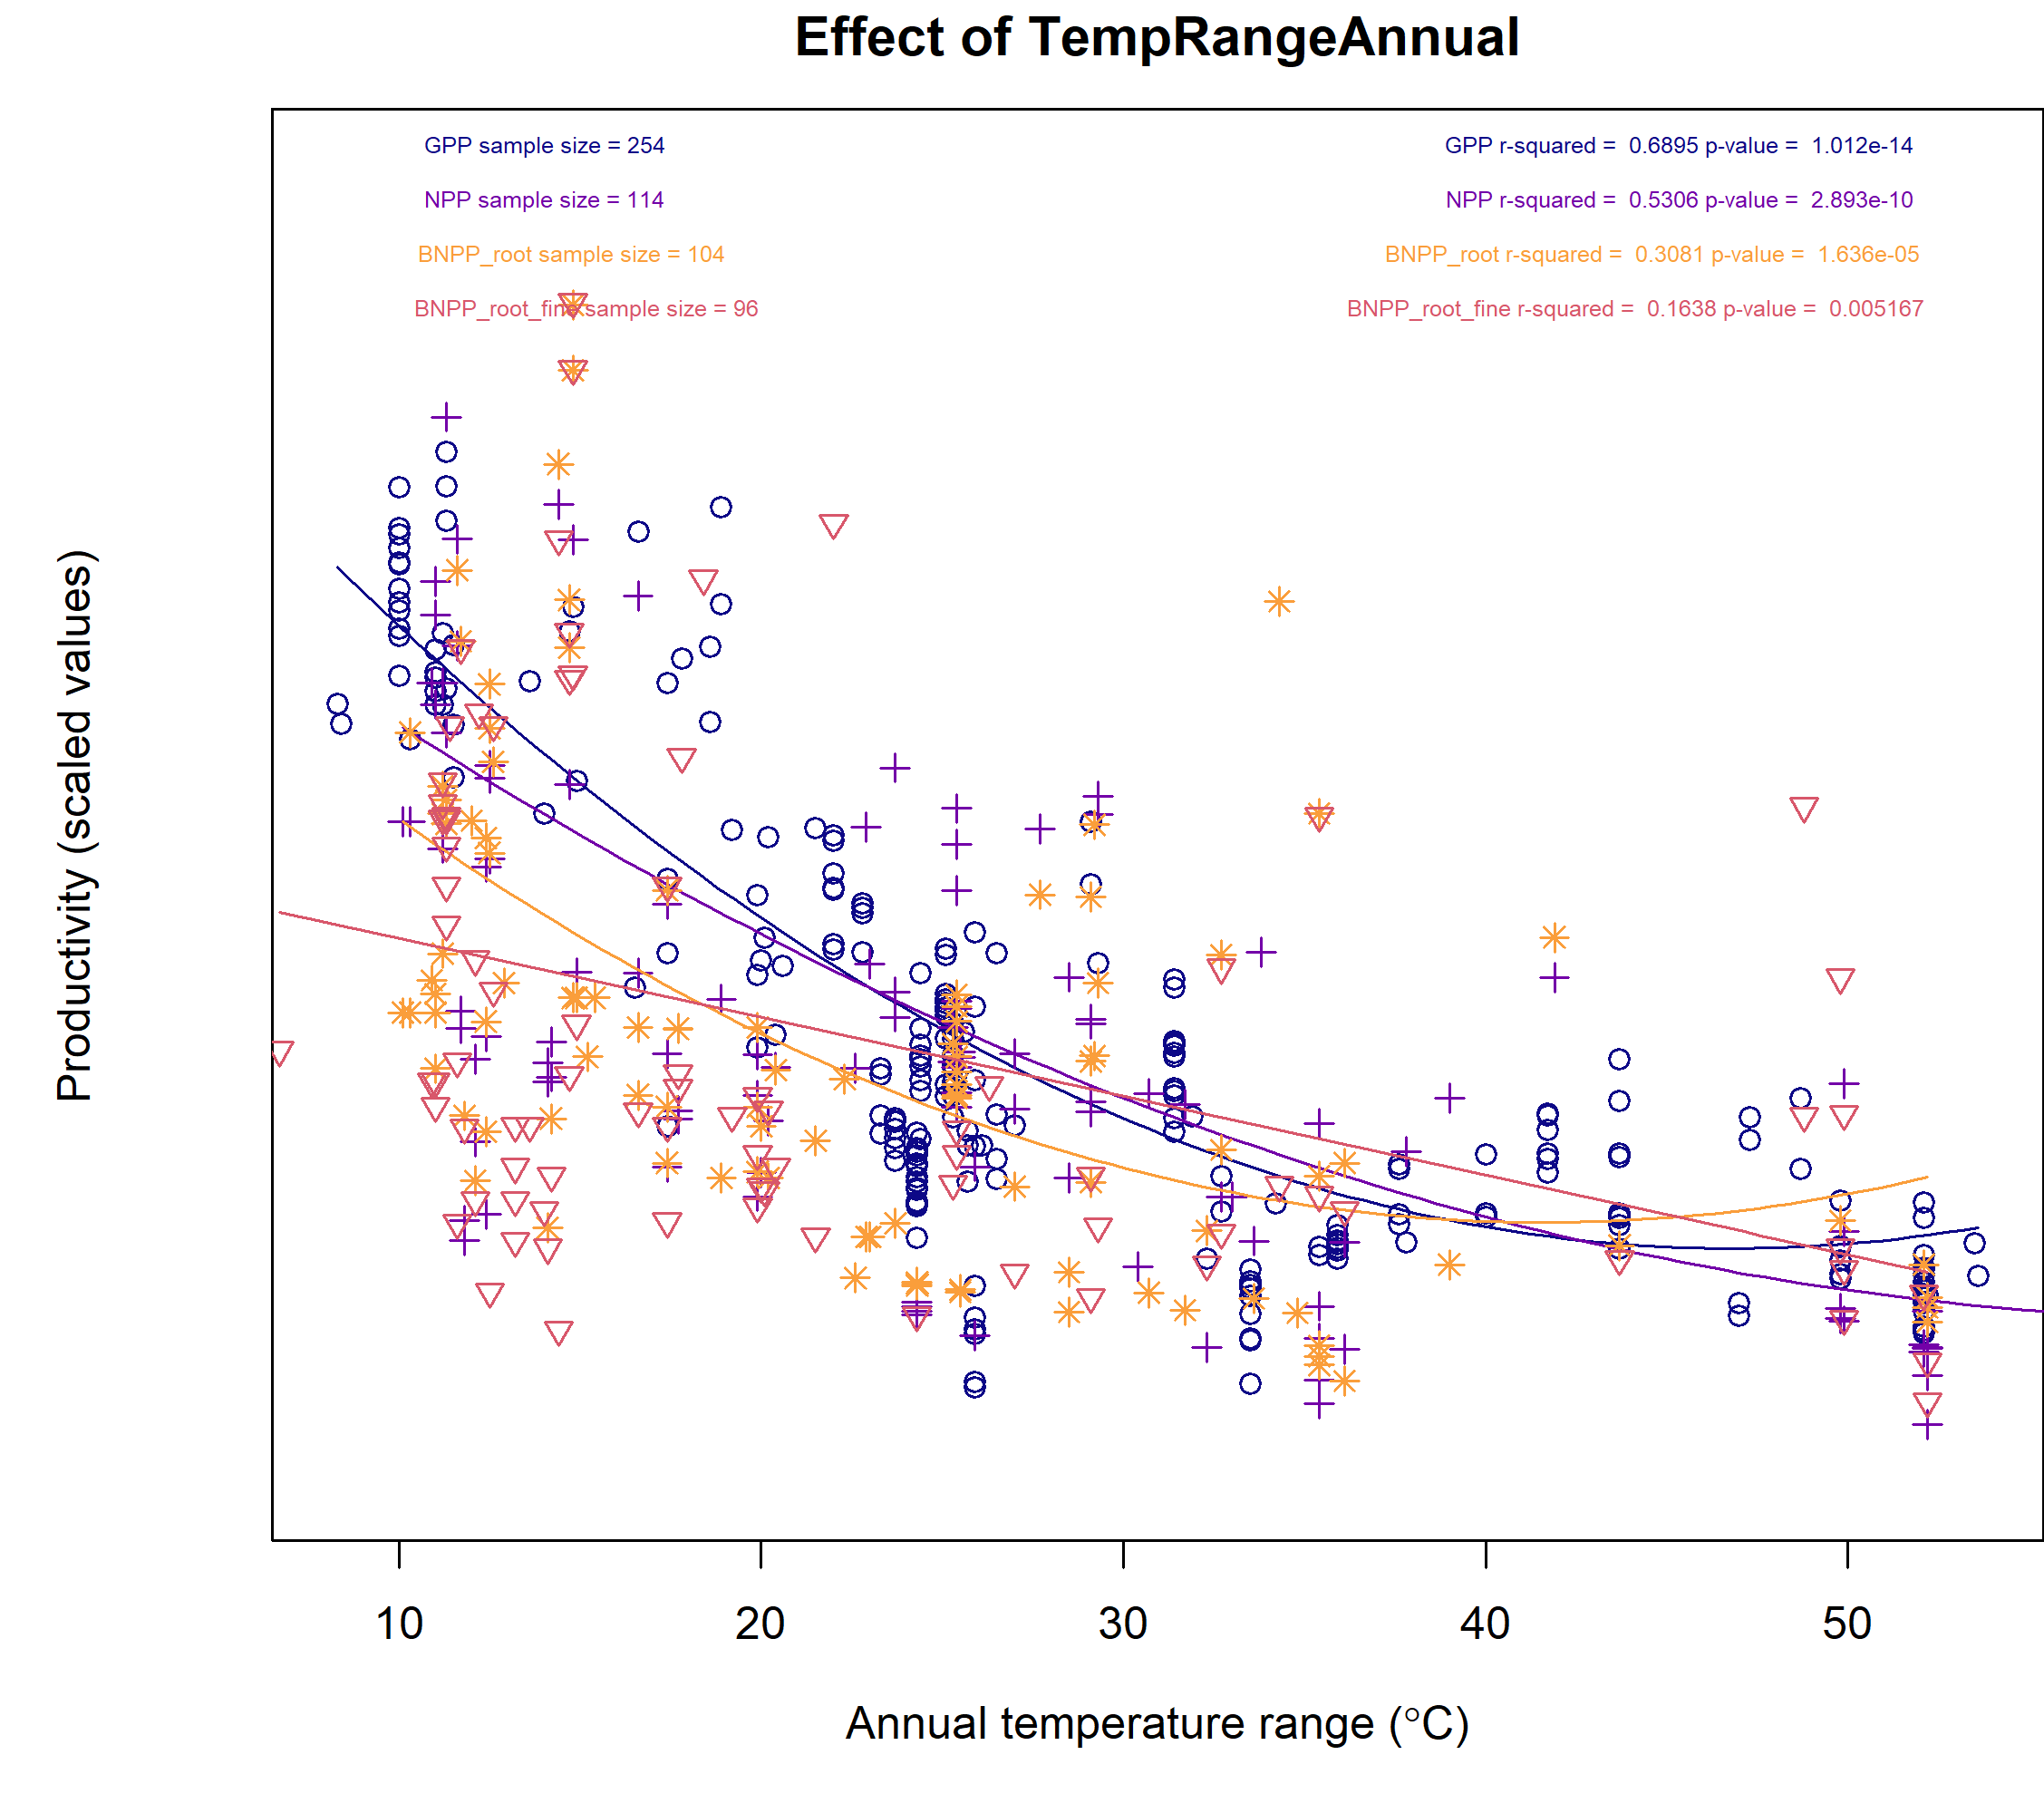 Effect of TempRangeAnnual
GPP sample size = 254
GPP r-squared = 0.6895 p-value = 1.012e-14
NPP sample size = 114
NPP r-squared = 0.5306 p-value = 2.893e-10
BNPP_root sample size = 104
BNPP_root r-squared = 0.3081 p-value = 1.636e-05
BNPP_root_fine sample size = 96
BNPP_root_fine r-squared = 0.1638 p-value = 0.005167
Productivity (scaled values)
10 20 30 40 50
Annual temperature range (°C)